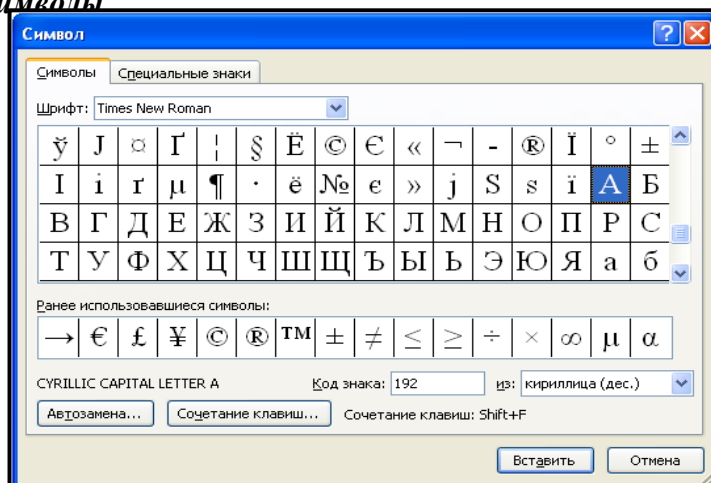 имволы
Символ
Символы Специальные знаки
Шрифт: Times New Roman
ў Ј ¤ Ґ ¦ § Ё © Є « ¬ - ® Ї ° ±
І і ґ µ ¶ · ё № є » ј Ѕ ѕ ї А Б
В Г Д Е Ж З И Й К Л М Н О П Р С
Т У Ф Х Ц Ч Ш Щ Ъ Ы Ь Э Ю Я а б
Ранее использовавшиеся символы:
→ € £ ¥ © ® ™ ± ≠ ≤ ≥ ÷ × ∞ µ α
CYRILLIC CAPITAL LETTER A Код знака: 192 из: кириллица (дес.)
Автозамена... Сочетание клавиш... Сочетание клавиш: Shift+F
Вставить Отмена